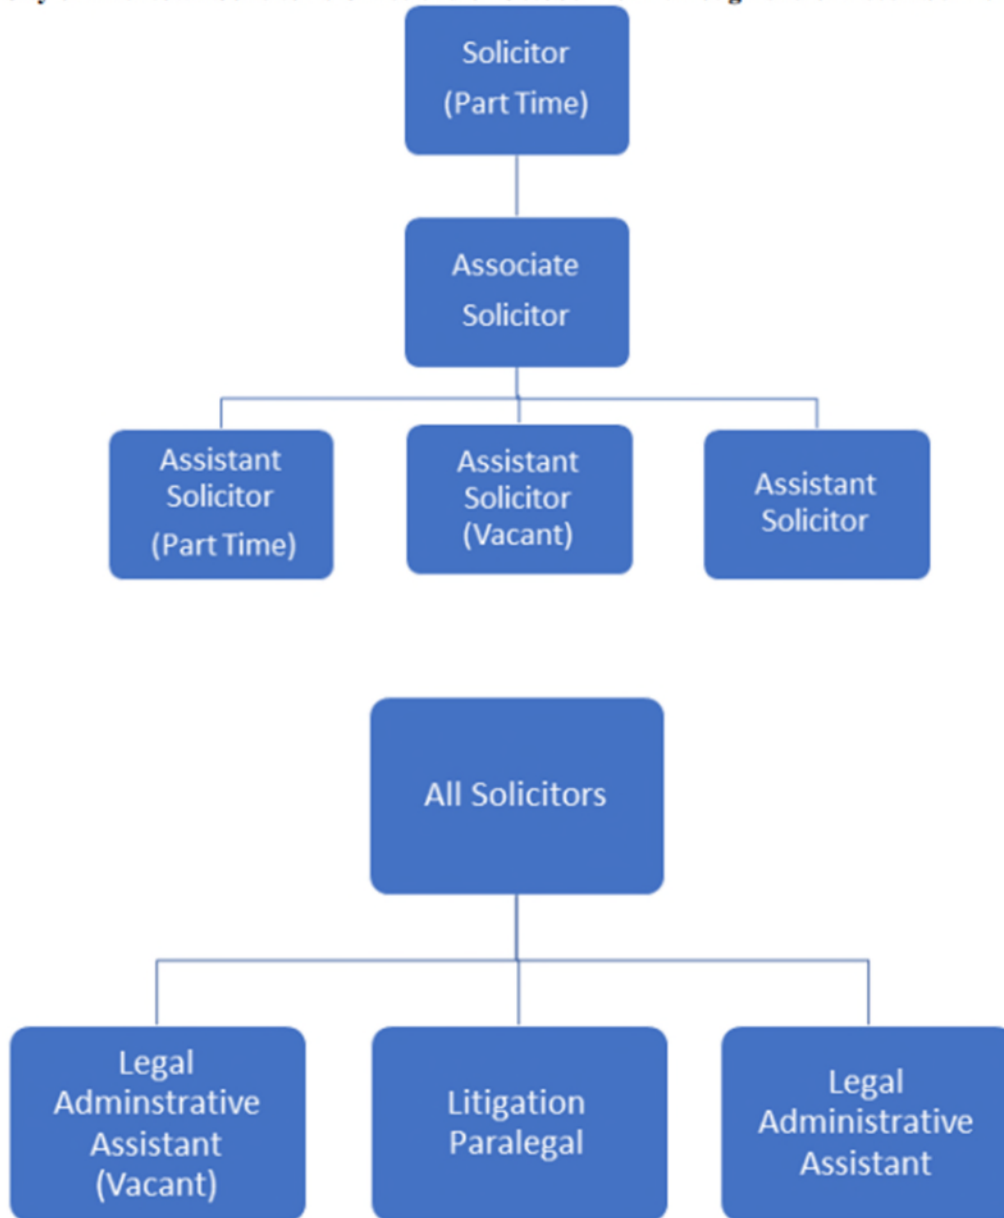 Solicitor
(Part Time)
Associate
Solicitor
Assistant
Solicitor
(Part Time)
Assistant
Solicitor
(Vacant)
Assistant
Solicitor
All Solicitors
Legal
Adminstrative
Assistant
(Vacant)
Litigation
Paralegal
Legal
Administrative
Assistant